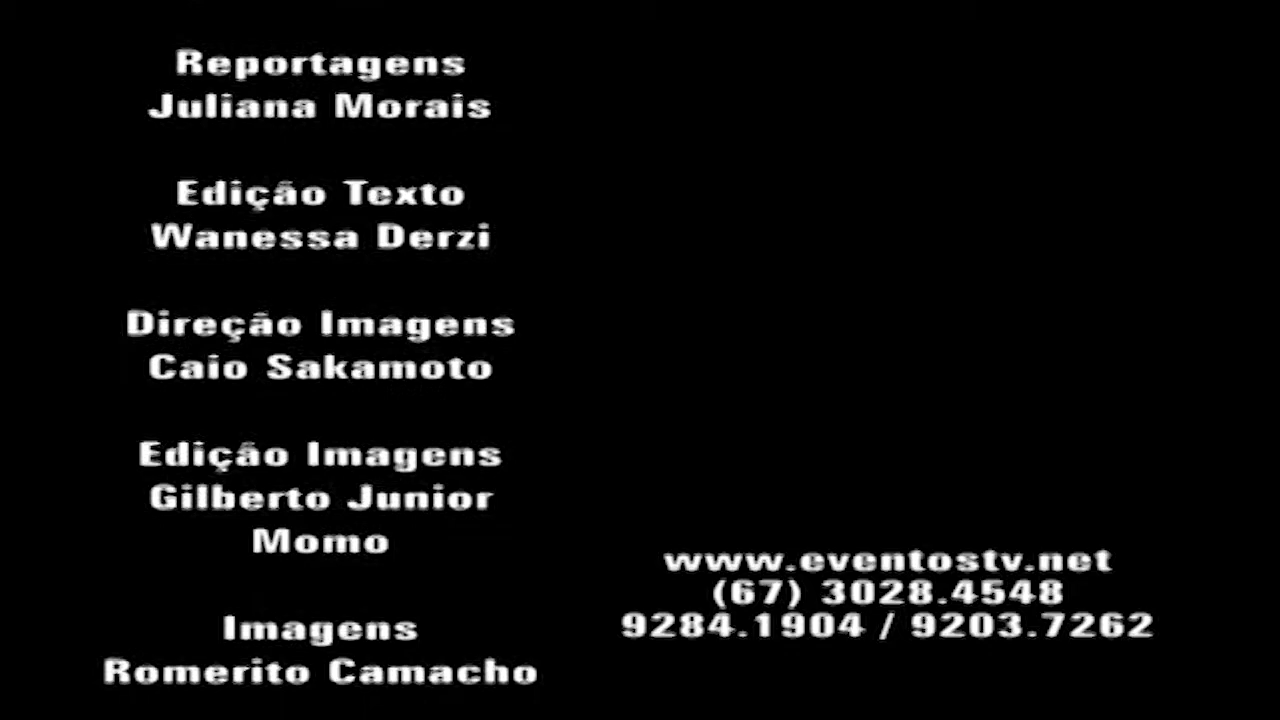 Reportagens
Juliana Morais
Edição Texto
Wanessa Derzi
Direção Imagens
Caio Sakamoto
Edição Imagens
Gilberto Junior
Momo
Imagens
Romerito Camacho
www.eventostv.net
(67) 3028.4548
9284.1904 / 9203.7262